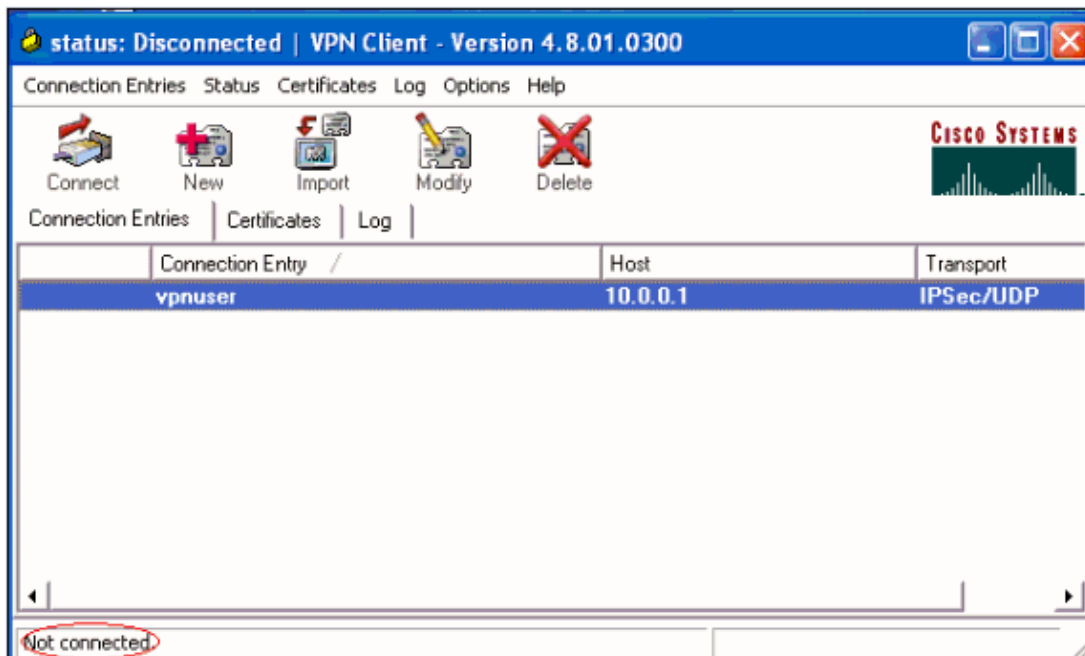 status: Disconnected | VPN Client - Version 4.8.01.0300
Connection Entries Status Certificates Log Options Help
Connect New Import Modify Delete
CISCO SYSTEMS
Connection Entries Certificates Log
Connection Entry Host Transport
vpnuser 10.0.0.1 IPSec/UDP
Not connected.